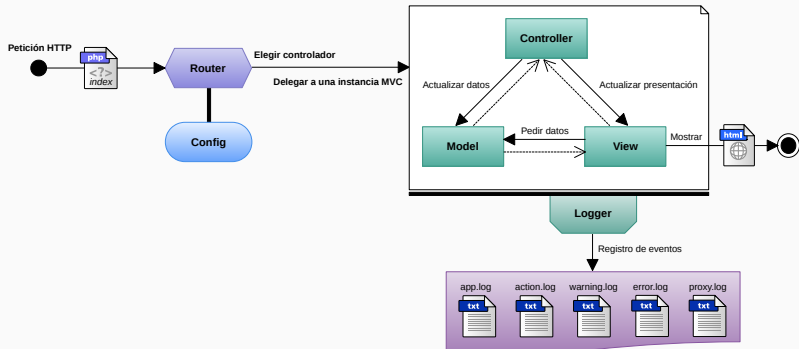 Petición HTTP
php
<?>
index
Router
Config
Elegir controlador
Delegar a una instancia MVC
Controller
Actualizar datos
Actualizar presentación
Model
Pedir datos
View
Mostrar
html
Logger
Registro de eventos
app.log action.log warning.log error.log proxy.log
txt txt txt txt txt